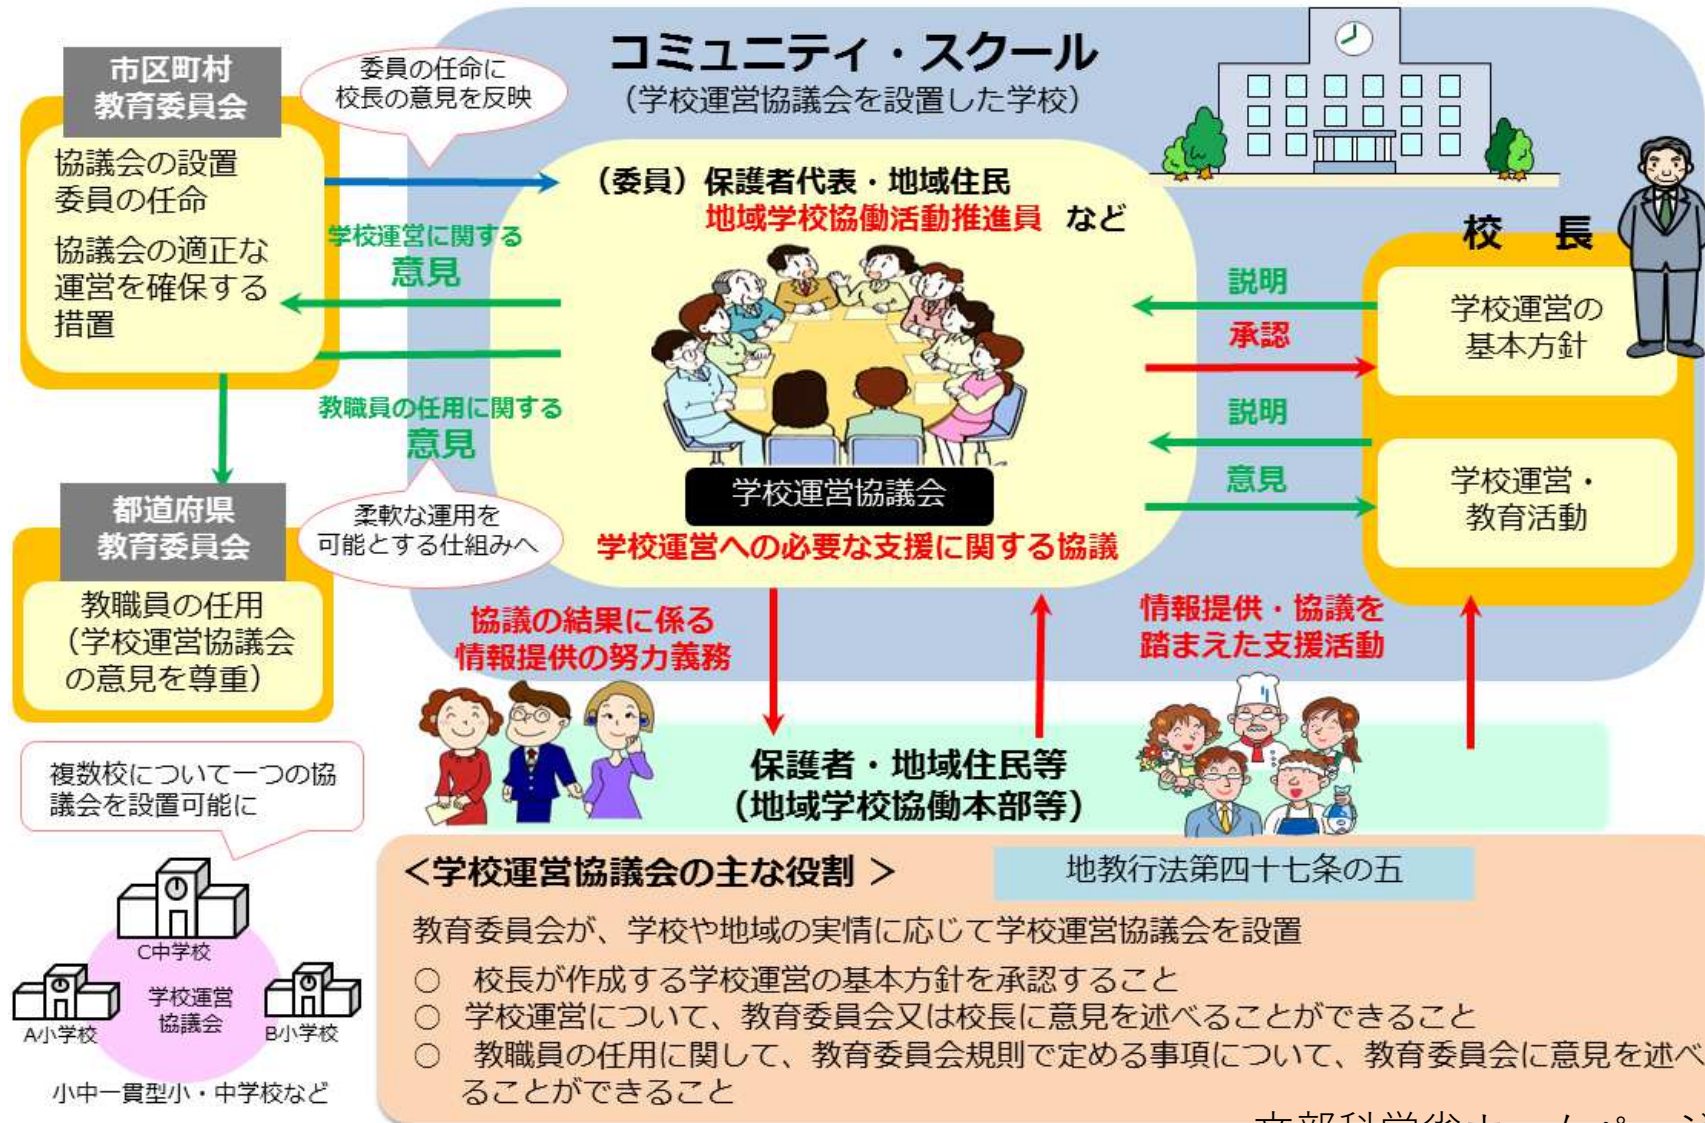 コミュニティ・スクール
（学校運営協議会を設置した学校）
市区町村
教育委員会
協議会の設置
委員の任命
協議会の適正な
運営を確保する
措置
委員の任命に
校長の意見を反映
学校運営に関する
意見
教職員の任用に関する
意見
柔軟な運用を
可能とする仕組みへ
都道府県
教育委員会
教職員の任用
（学校運営協議会
の意見を尊重）
（委員）保護者代表・地域住民
地域学校協働活動推進員 など
学校運営協議会
学校運営への必要な支援に関する協議
説明
承認
説明
意見
校 長
学校運営の
基本方針
学校運営・
教育活動
協議の結果に係る
情報提供の努力義務
情報提供・協議を
踏まえた支援活動
保護者・地域住民等
（地域学校協働本部等）
複数校について一つの協
議会を設置可能に
C中学校
A小学校
学校運営
協議会
B小学校
小中一貫型小・中学校など
＜学校運営協議会の主な役割 ＞
地教行法第四十七条の五
教育委員会が、学校や地域の実情に応じて学校運営協議会を設置
○ 校長が作成する学校運営の基本方針を承認すること
○ 学校運営について、教育委員会又は校長に意見を述べることができること
○ 教職員の任用に関して、教育委員会規則で定める事項について、教育委員会に意見を述べ
ることができること